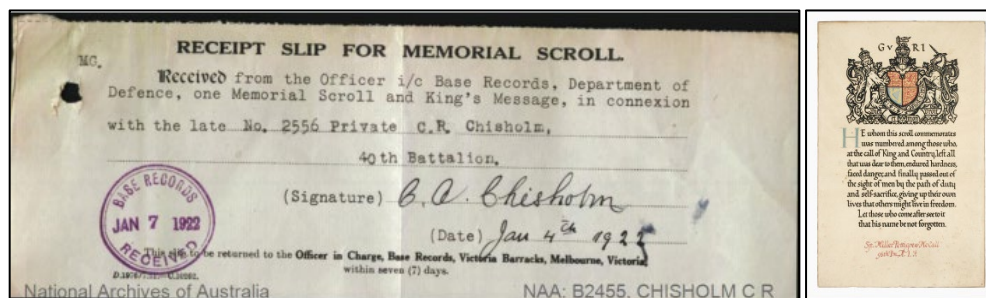 MG.
RECEIPT SLIP FOR MEMORIAL SCROLL.
Received from the Officer i/c Base Records, Department of
Defence, one Memorial Scroll and King's Message, in connexion
with the late No. 2556 Private C.R. Chisholm,
40th Battalion,
(Signature) C. A. Chisholm
(Date) Jan 4th 1922
BASE RECORDS
JAN 7 1922
RECEIVED
This slip to be returned to the Officer in Charge, Base Records, Victoria Barracks, Melbourne, Victoria,
within seven (7) days.
National Archives of Australia
NAA: B2455, CHISHOLM C R
G V R I
HE whom this scroll commemorates
was numbered among those who,
at the call of King and Country, left all
that was dear to them, endured hardness,
faced danger, and finally passed out of
the sight of men by the path of duty
and self-sacrifice, giving up their own
lives that others might live in freedom.
Let those who come after see to it
that his name be not forgotten.